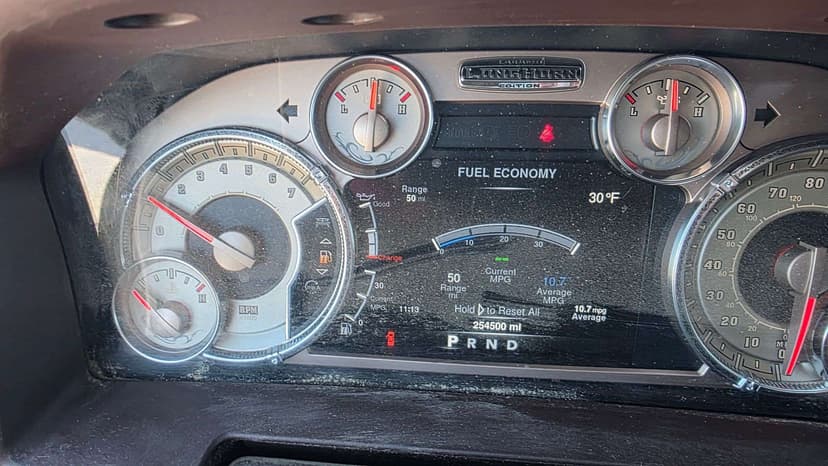 LARAMIE
LONGHORN
EDITION
L H
L H
FUEL ECONOMY
Range
50 mi
30°F
Good
Change
30
Current
MPG
0
0 10 20 30
50
Range
mi
Current
MPG
10.7
Average
MPG
Hold ▷ to Reset All
10.7 mpg
Average
11:13
254500 mi
P R N D
0 2 3 4 5 6 7
RPM
H
10 20 30 40 50 60 70 80
120